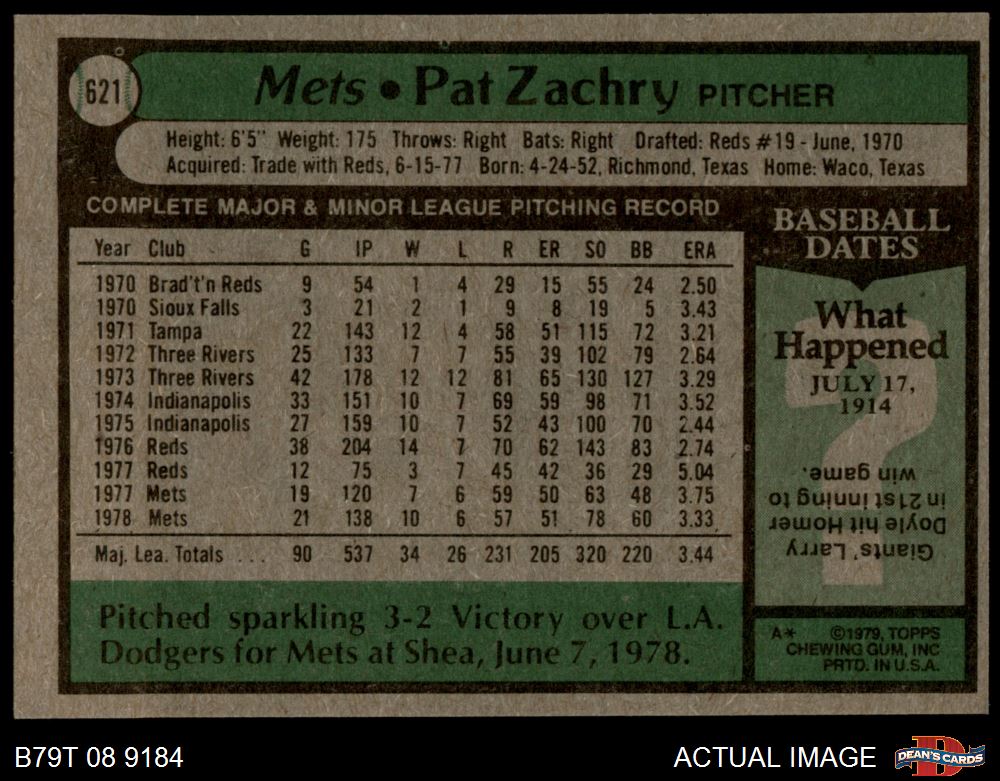 621
Mets • Pat Zachry PITCHER
Height: 6'5" Weight: 175 Throws: Right Bats: Right Drafted: Reds #19 - June, 1970
Acquired: Trade with Reds, 6-15-77 Born: 4-24-52, Richmond, Texas Home: Waco, Texas
COMPLETE MAJOR & MINOR LEAGUE PITCHING RECORD
Year Club G IP W L R ER SO BB ERA
1970 Brad't'n Reds 9 54 1 4 29 15 55 24 2.50
1970 Sioux Falls 3 21 2 1 9 8 19 5 3.43
1971 Tampa 22 143 12 4 58 51 115 72 3.21
1972 Three Rivers 25 133 7 7 55 39 102 79 2.64
1973 Three Rivers 42 178 12 12 81 65 130 127 3.29
1974 Indianapolis 33 151 10 7 69 59 98 71 3.52
1975 Indianapolis 27 159 10 7 52 43 100 70 2.44
1976 Reds 38 204 14 7 70 62 143 83 2.74
1977 Reds 12 75 3 7 45 42 36 29 5.04
1977 Mets 19 120 7 6 59 50 63 48 3.75
1978 Mets 21 138 10 6 57 51 78 60 3.33
Maj. Lea. Totals . . . 90 537 34 26 231 205 320 220 3.44
Pitched sparkling 3-2 Victory over L.A.
Dodgers for Mets at Shea, June 7, 1978.
BASEBALL
DATES
What
Happened
JULY 17,
1914
Giants' Larry
Doyle hit Homer
in 21st inning to
win game.
A* ©1979, TOPPS
CHEWING GUM, INC
PRTD. IN U.S.A.
B79T 08 9184
ACTUAL IMAGE
D
DEAN'S CARDS